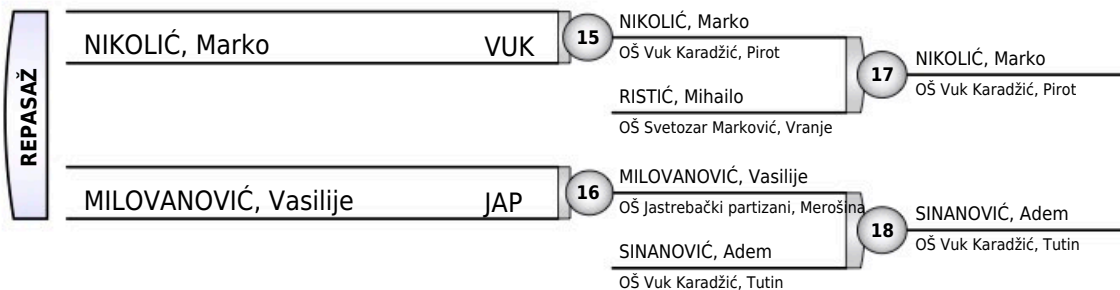 REPASAŽ
NIKOLIĆ, Marko VUK
15
NIKOLIĆ, Marko
OŠ Vuk Karadžić, Pirot
RISTIĆ, Mihailo
OŠ Svetozar Marković, Vranje
17
NIKOLIĆ, Marko
OŠ Vuk Karadžić, Pirot
MILOVANOVIĆ, Vasilije JAP
16
MILOVANOVIĆ, Vasilije
OŠ Jastrebački partizani, Merošina
SINANOVIĆ, Adem
OŠ Vuk Karadžić, Tutin
18
SINANOVIĆ, Adem
OŠ Vuk Karadžić, Tutin